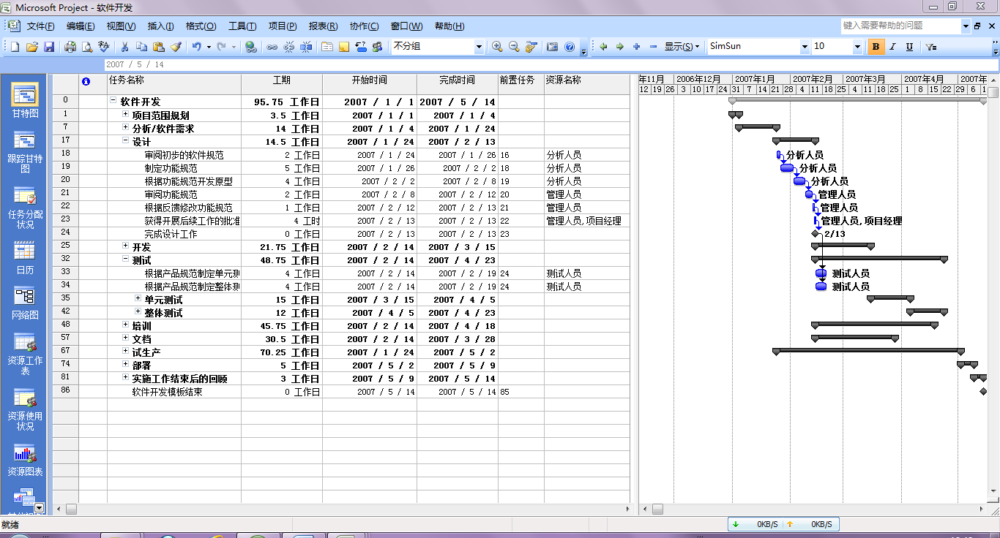 Microsoft Project - 软件开发
文件(F) 编辑(E) 视图(V) 插入(I) 格式(O) 工具(T) 项目(P) 报表(R) 协作(C) 窗口(W) 帮助(H) 键入需要帮助的问题
不分组 显示(S) SimSun 10 B I U
2007 / 5 / 14
任务名称 工期 开始时间 完成时间 前置任务 资源名称
年11月 2006年12月 2007年1月 2007年2月 2007年3月 2007年4月 2007年
12 19 26 3 10 17 24 31 7 14 21 28 4 11 18 25 4 11 18 25 1 8 15 22 29 6 1
0 软件开发 95.75 工作日 2007 / 1 / 1 2007 / 5 / 14
1 项目范围规划 3.5 工作日 2007 / 1 / 1 2007 / 1 / 4
7 分析/软件需求 14 工作日 2007 / 1 / 4 2007 / 1 / 24
17 设计 14.5 工作日 2007 / 1 / 24 2007 / 2 / 13
18 审阅初步的软件规范 2 工作日 2007 / 1 / 24 2007 / 1 / 26 16 分析人员 分析人员
19 制定功能规范 5 工作日 2007 / 1 / 26 2007 / 2 / 2 18 分析人员 分析人员
20 根据功能规范开发原型 4 工作日 2007 / 2 / 2 2007 / 2 / 8 19 分析人员 分析人员
21 审阅功能规范 2 工作日 2007 / 2 / 8 2007 / 2 / 12 20 管理人员 管理人员
22 根据反馈修改功能规范 1 工作日 2007 / 2 / 12 2007 / 2 / 13 21 管理人员 管理人员
23 获得开展后续工作的批准 4 工时 2007 / 2 / 13 2007 / 2 / 13 22 管理人员,项目经理 管理人员,项目经理
24 完成设计工作 0 工作日 2007 / 2 / 13 2007 / 2 / 13 23 2/13
25 开发 21.75 工作日 2007 / 2 / 14 2007 / 3 / 15
32 测试 48.75 工作日 2007 / 2 / 14 2007 / 4 / 23
33 根据产品规范制定单元测 4 工作日 2007 / 2 / 14 2007 / 2 / 19 24 测试人员 测试人员
34 根据产品规范制定整体测 4 工作日 2007 / 2 / 14 2007 / 2 / 19 24 测试人员 测试人员
35 单元测试 15 工作日 2007 / 3 / 15 2007 / 4 / 5
42 整体测试 12 工作日 2007 / 4 / 5 2007 / 4 / 23
48 培训 45.75 工作日 2007 / 2 / 14 2007 / 4 / 18
57 文档 30.5 工作日 2007 / 2 / 14 2007 / 3 / 28
67 试生产 70.25 工作日 2007 / 1 / 24 2007 / 5 / 2
74 部署 5 工作日 2007 / 5 / 2 2007 / 5 / 9
81 实施工作结束后的回顾 3 工作日 2007 / 5 / 9 2007 / 5 / 14
86 软件开发模板结束 0 工作日 2007 / 5 / 14 2007 / 5 / 14 85
甘特图
跟踪甘特
图
任务分配
状况
日历
网络图
资源工作
表
资源使用
状况
资源图表
就绪
0KB/S 0KB/S